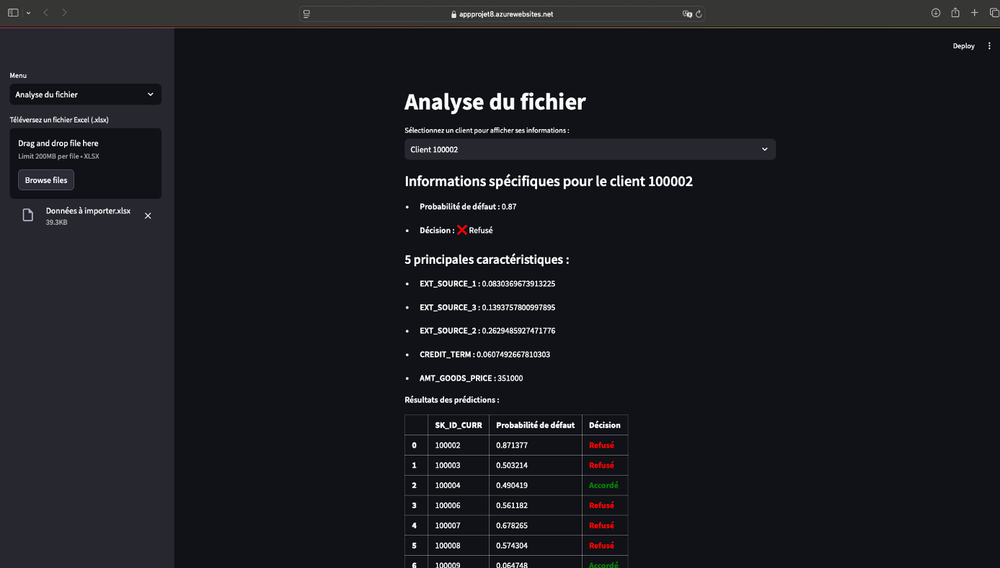 appprojet8.azurewebsites.net
Deploy
Menu
Analyse du fichier
Téléversez un fichier Excel (.xlsx)
Drag and drop file here
Limit 200MB per file • XLSX
Browse files
Données à importer.xlsx
39.3KB
Analyse du fichier
Sélectionnez un client pour afficher ses informations :
Client 100002
Informations spécifiques pour le client 100002
• Probabilité de défaut : 0.87
• Décision : ❌ Refusé
5 principales caractéristiques :
• EXT_SOURCE_1 : 0.0830369673913225
• EXT_SOURCE_3 : 0.1393757800997895
• EXT_SOURCE_2 : 0.2629485927471776
• CREDIT_TERM : 0.0607492667810303
• AMT_GOODS_PRICE : 351000
Résultats des prédictions :
SK_ID_CURR Probabilité de défaut Décision
0 100002 0.871377 Refusé
1 100003 0.503214 Refusé
2 100004 0.490419 Accordé
3 100006 0.561182 Refusé
4 100007 0.678265 Refusé
5 100008 0.574304 Refusé
6 100009 0.064748 Accordé